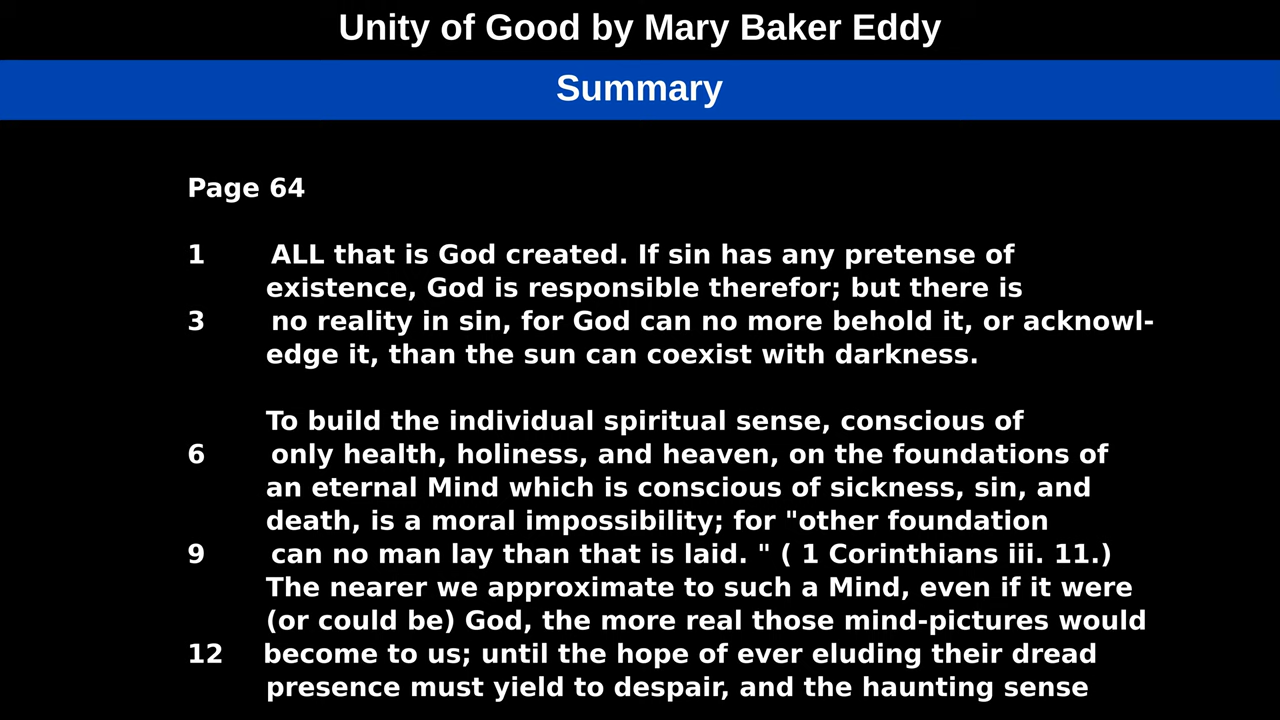 Unity of Good by Mary Baker Eddy
Summary
Page 64
1 ALL that is God created. If sin has any pretense of
existence, God is responsible therefor; but there is
3 no reality in sin, for God can no more behold it, or acknowl-
edge it, than the sun can coexist with darkness.
To build the individual spiritual sense, conscious of
6 only health, holiness, and heaven, on the foundations of
an eternal Mind which is conscious of sickness, sin, and
death, is a moral impossibility; for "other foundation
9 can no man lay than that is laid. " ( 1 Corinthians iii. 11.)
The nearer we approximate to such a Mind, even if it were
(or could be) God, the more real those mind-pictures would
12 become to us; until the hope of ever eluding their dread
presence must yield to despair, and the haunting sense